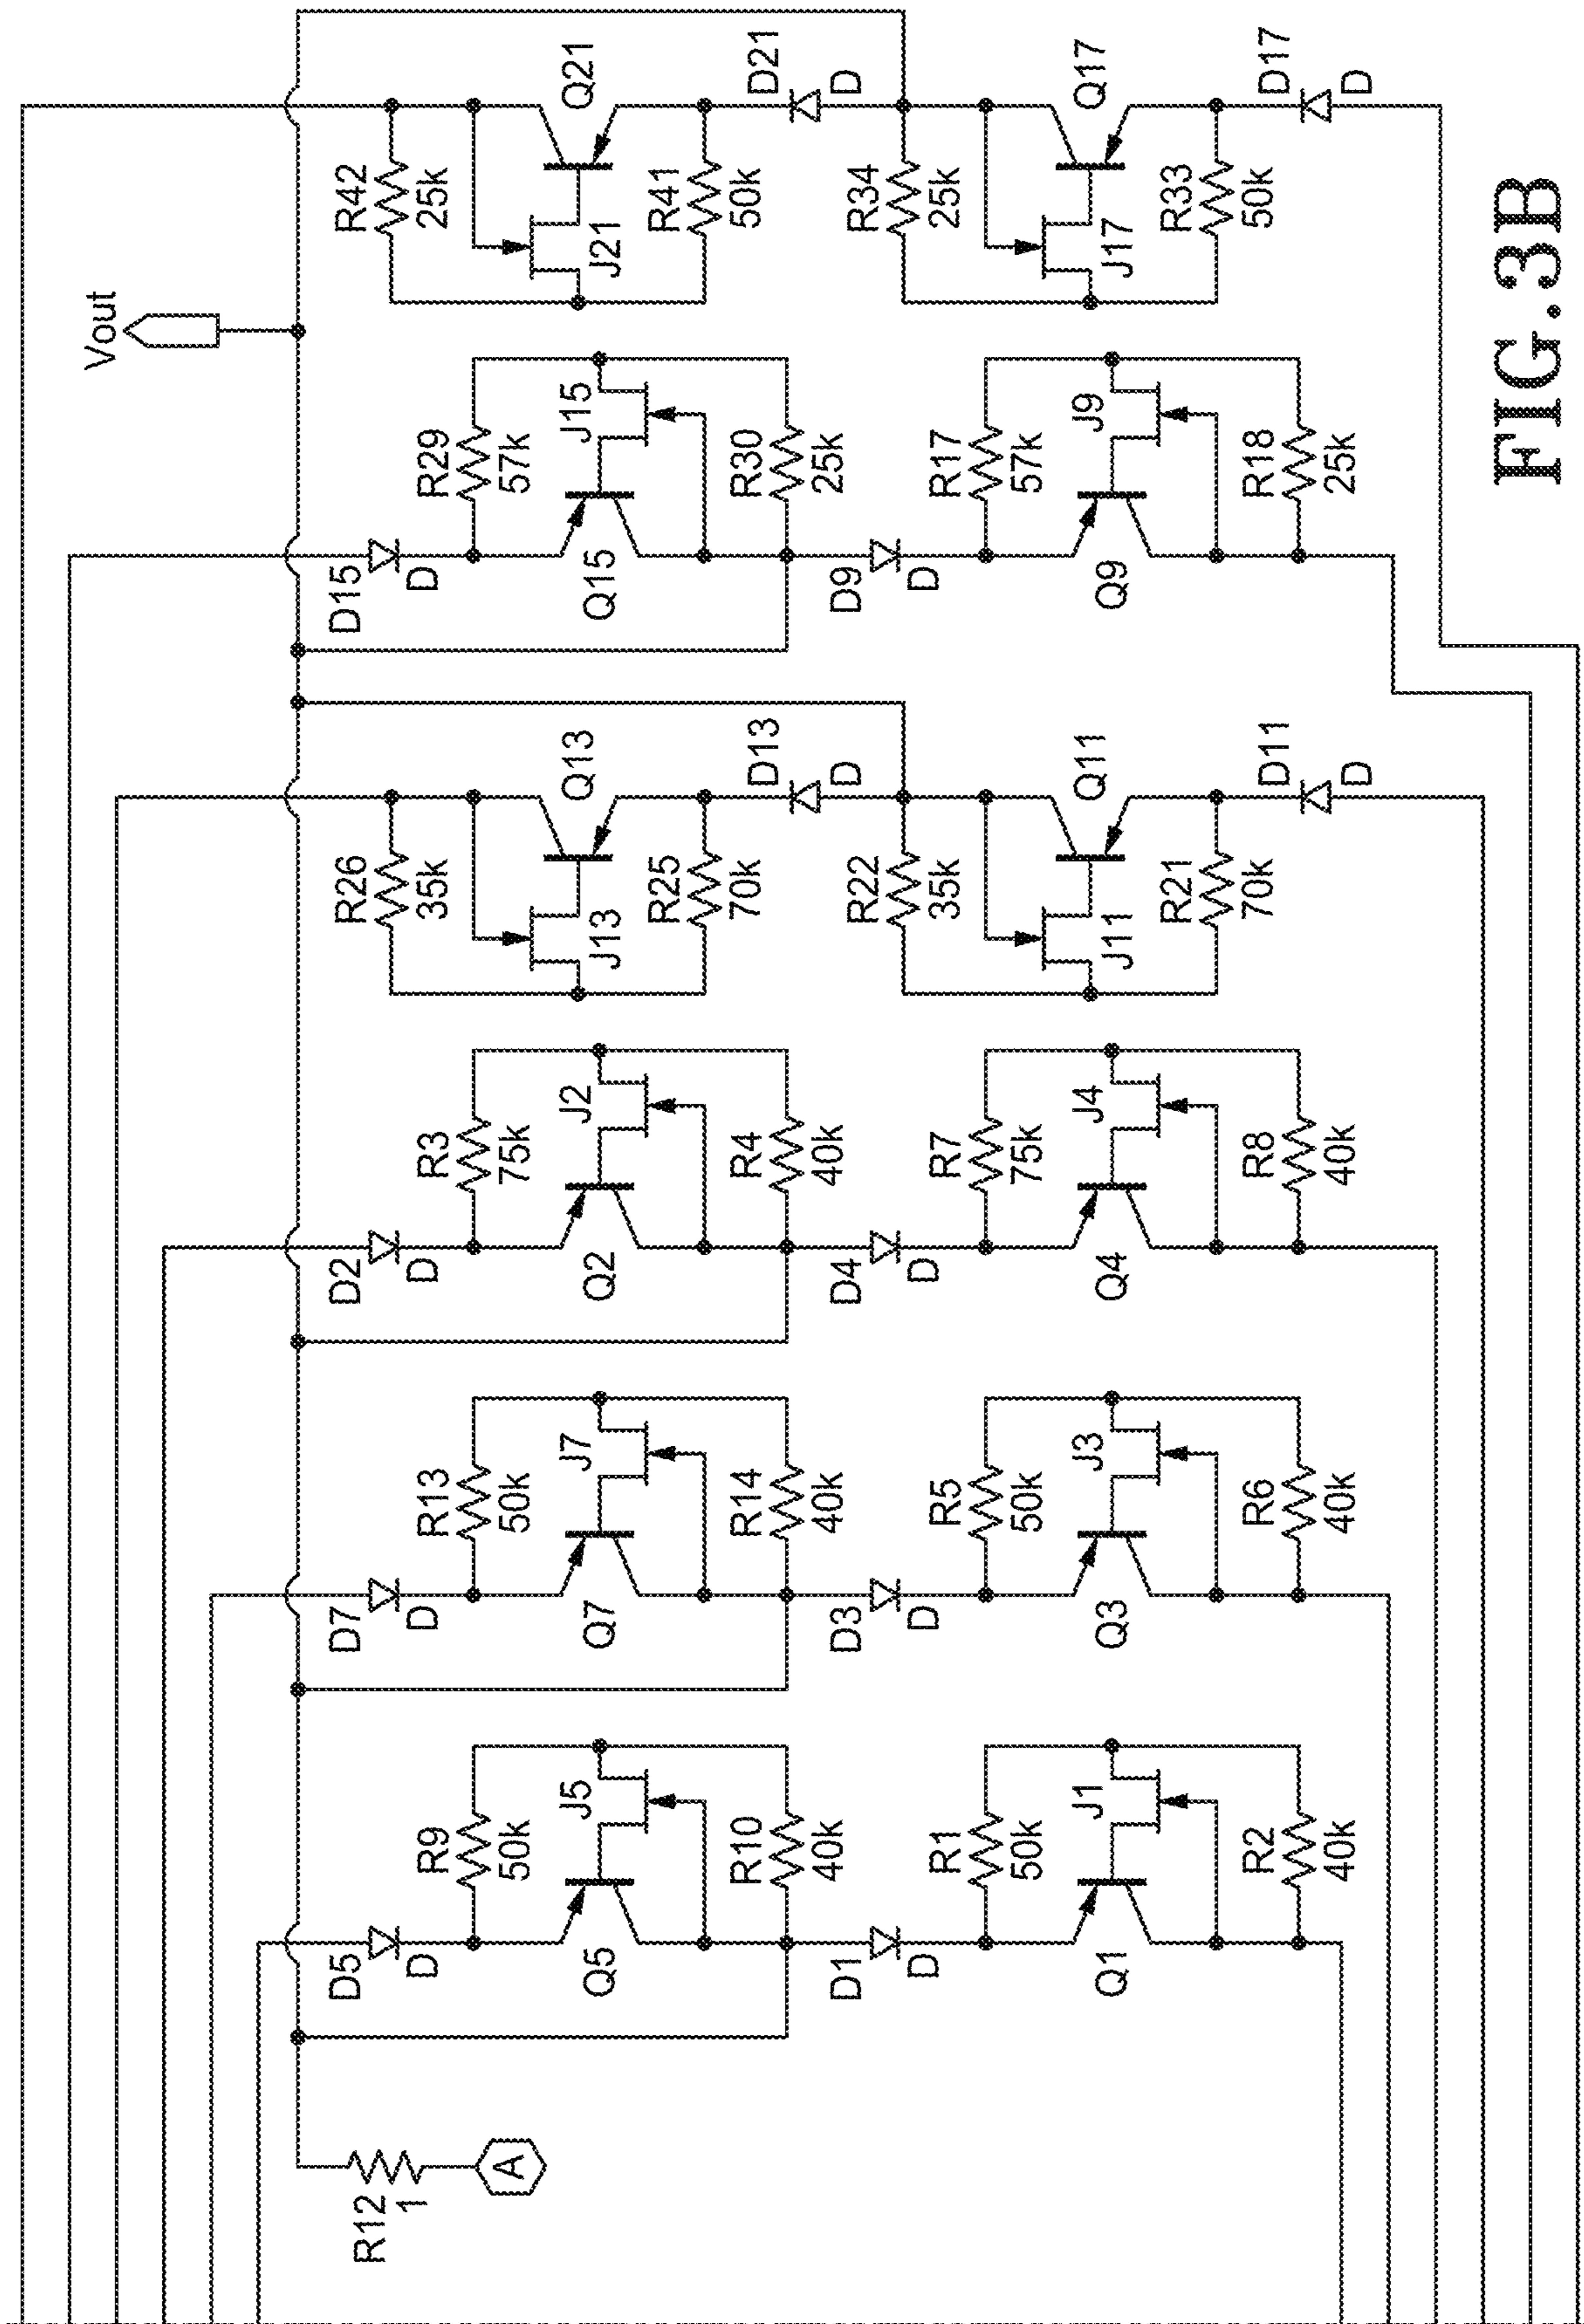 Vout
R42
25k
Q21
J21
R41
50k
D21
D
R34
25k
Q17
J17
R33
50k
D17
D
D15
D
R29
57k
Q15
J15
R30
25k
D9
D
R17
57k
Q9
J9
R18
25k
R26
35k
Q13
J13
R25
70k
D13
D
R22
35k
Q11
J11
R21
70k
D11
D
D2
D
R3
75k
Q2
J2
R4
40k
D4
D
R7
75k
Q4
J4
R8
40k
D7
D
R13
50k
Q7
J7
R14
40k
D3
D
R5
50k
Q3
J3
R6
40k
D5
D
R9
50k
Q5
J5
R10
40k
D1
D
R1
50k
Q1
J1
R2
40k
R12
1
A
FIG.3B